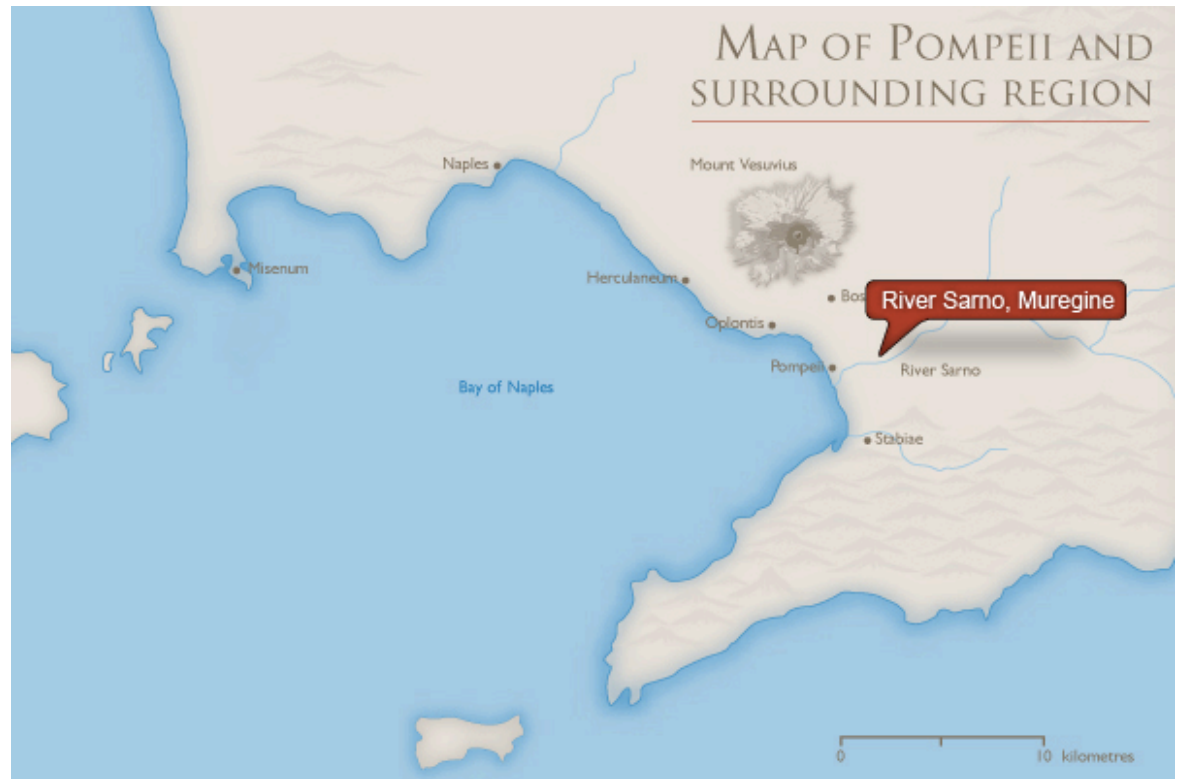 MAP OF POMPEII AND
SURROUNDING REGION
Naples
Mount Vesuvius
Misenum
Herculaneum
River Sarno, Muregine
Oplontis
Pompeii
River Sarno
Bay of Naples
Stabiae
0
10 kilometres